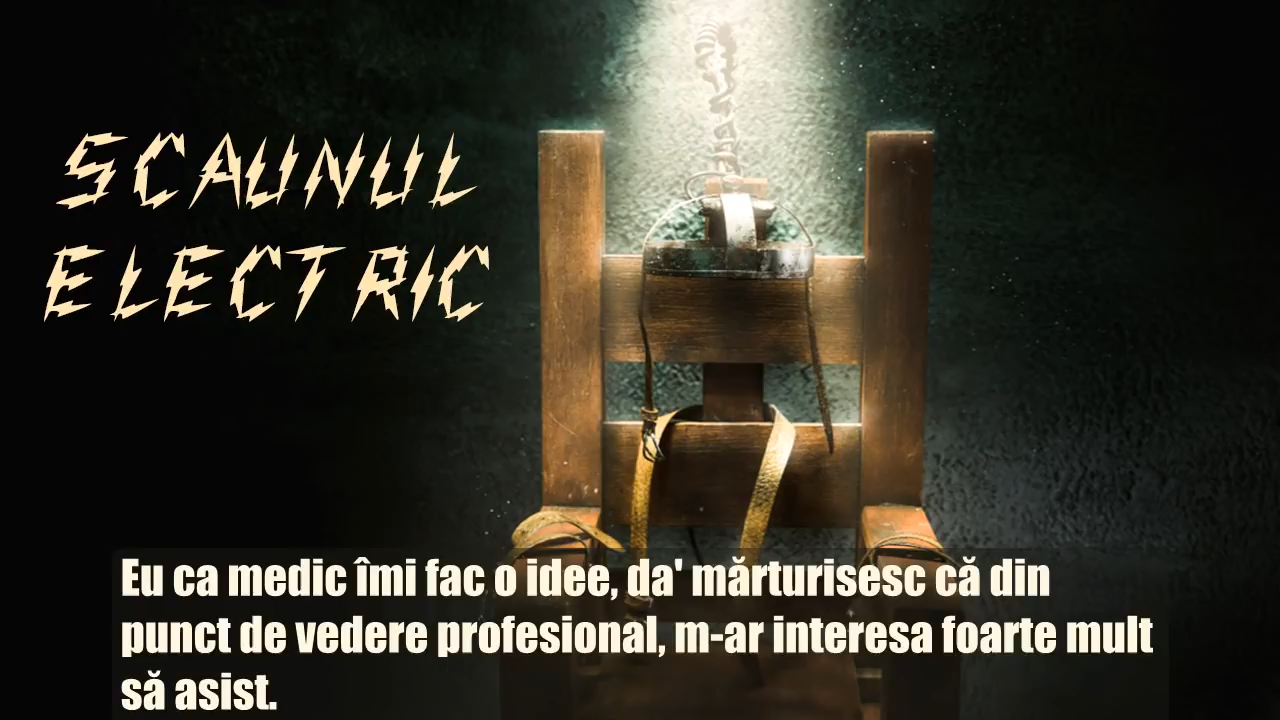 SCAUNUL
ELECTRIC
Eu ca medic îmi fac o idee, da' mărturisesc că din
punct de vedere profesional, m-ar interesa foarte mult
să asist.